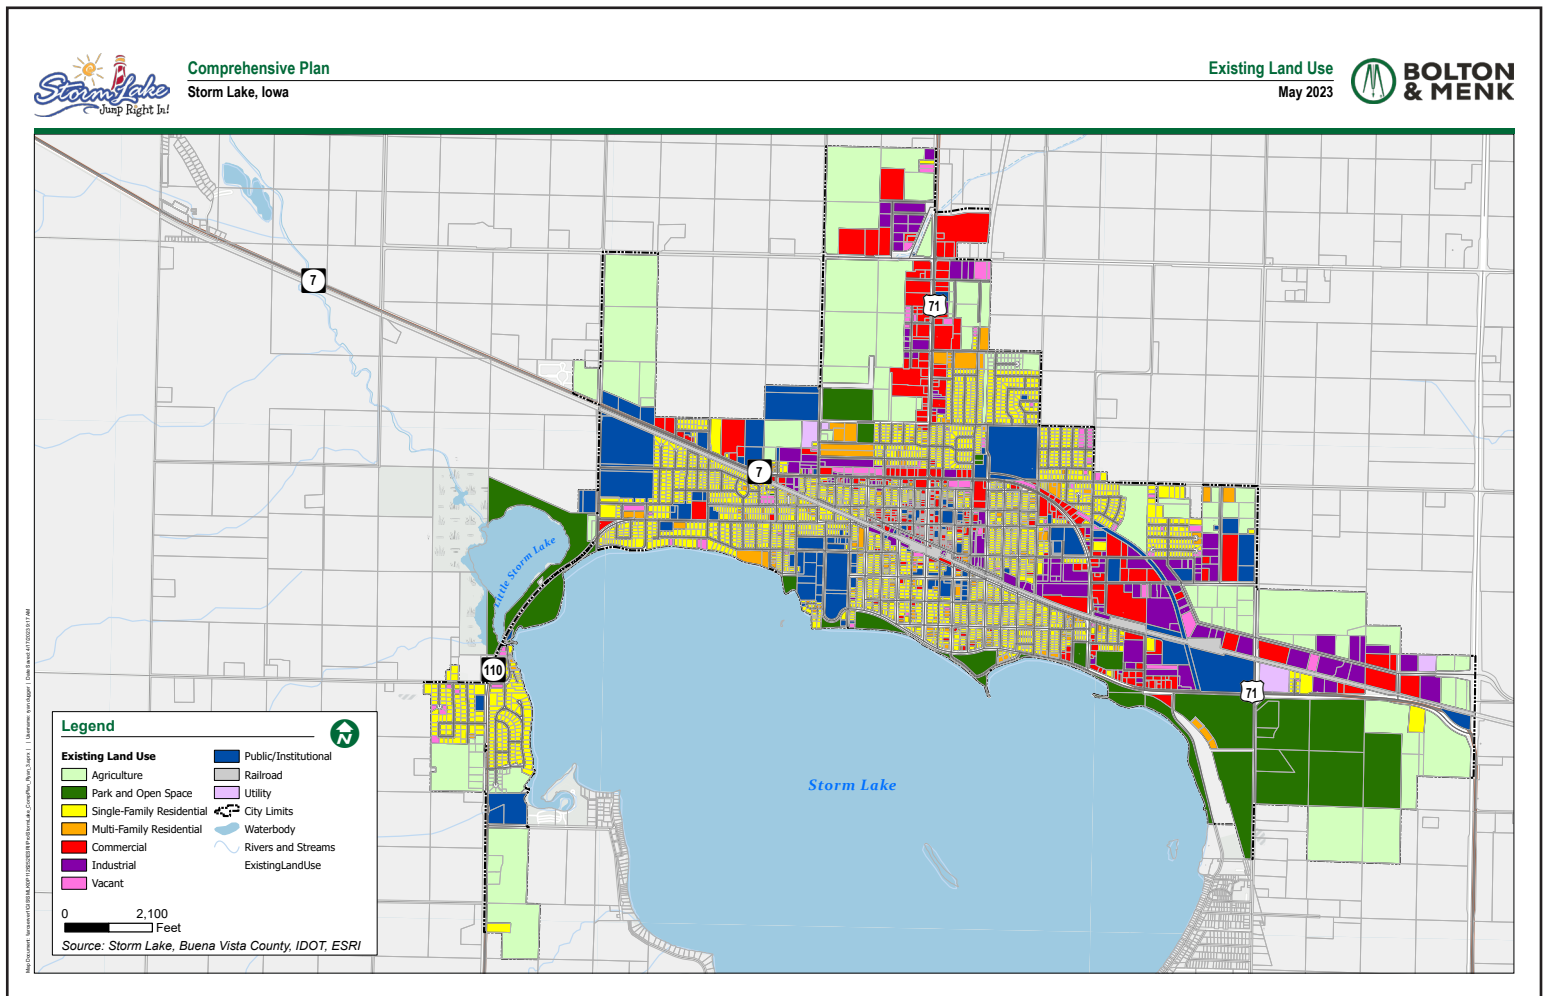 Storm Lake
Jump Right In!
Comprehensive Plan
Storm Lake, Iowa
Existing Land Use
May 2023
BOLTON
& MENK
7
71
7
Little Storm Lake
110
71
Storm Lake
Legend
Existing Land Use
Agriculture
Park and Open Space
Single-Family Residential
Multi-Family Residential
Commercial
Industrial
Vacant
Public/Institutional
Railroad
Utility
City Limits
Waterbody
Rivers and Streams
ExistingLandUse
0 2,100
Feet
Source: Storm Lake, Buena Vista County, IDOT, ESRI